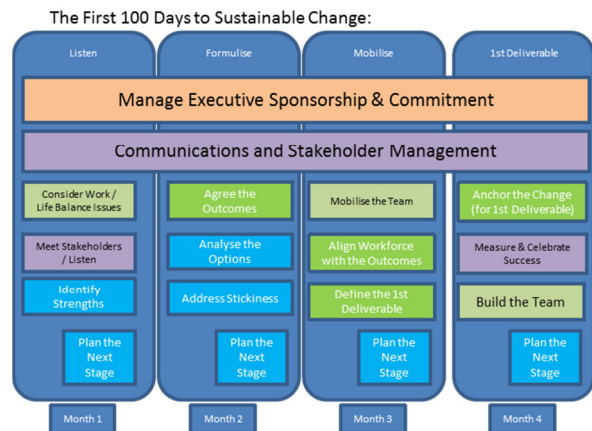 The First 100 Days to Sustainable Change:
Listen
Formulise
Mobilise
1st Deliverable
Manage Executive Sponsorship & Commitment
Communications and Stakeholder Management
Consider Work /
Life Balance Issues
Meet Stakeholders
/ Listen
Identify
Strengths
Plan the
Next
Stage
Agree the
Outcomes
Analyse the
Options
Address Stickiness
Plan the
Next
Stage
Mobilise the Team
Align Workforce
with the Outcomes
Define the 1st
Deliverable
Plan the
Next
Stage
Anchor the Change
(for 1st Deliverable)
Measure & Celebrate
Success
Build the Team
Plan the
Next
Stage
Month 1
Month 2
Month 3
Month 4